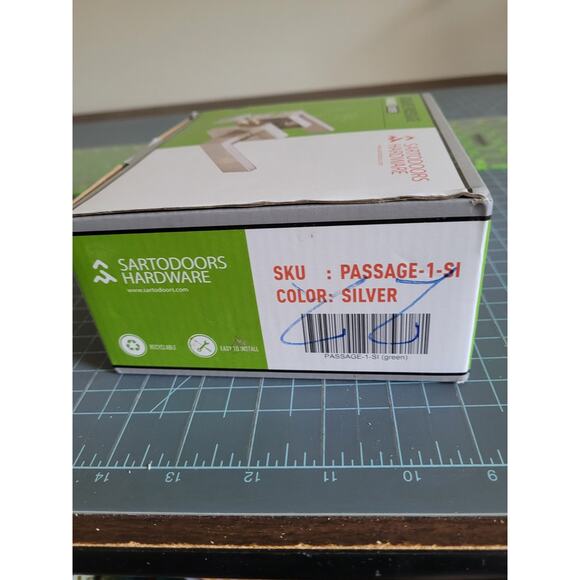 SARTODOORS
HARDWARE
SARTODOORS
HARDWARE
www.sartodoors.com
RECYCLABLE
EASY TO INSTALL
SKU : PASSAGE-1-SI
COLOR: SILVER
PASSAGE-1-SI (green)
14
13
12
11
10
9